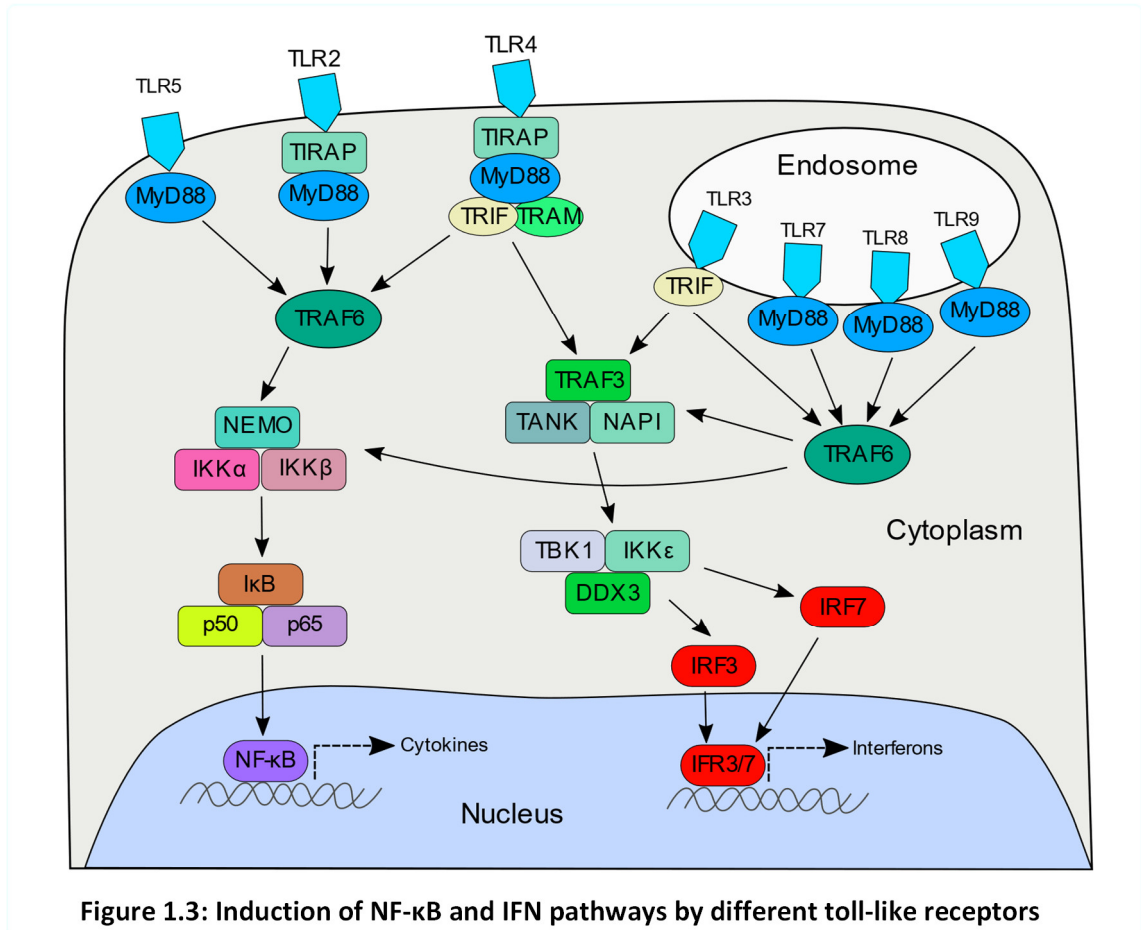 TLR5
TLR2
TLR4
TIRAP
TIRAP
MyD88
MyD88
MyD88
TRIF
TRAM
Endosome
TLR3
TLR7
TLR8
TLR9
TRIF
MyD88
MyD88
MyD88
TRAF6
TRAF3
TANK
NAPI
NEMO
IKKα
IKKβ
TRAF6
Cytoplasm
TBK1
IKKε
DDX3
IκB
p50
p65
IRF7
IRF3
NF-κB
Cytokines
IFR3/7
Interferons
Nucleus
Figure 1.3: Induction of NF-κB and IFN pathways by different toll-like receptors